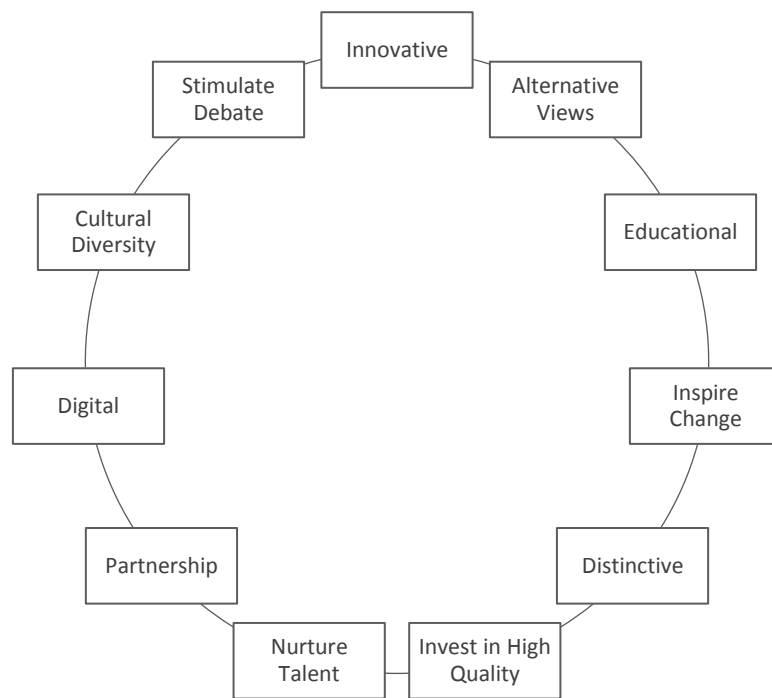 Innovative
Alternative
Views
Educational
Inspire
Change
Distinctive
Invest in High
Quality
Nurture
Talent
Partnership
Digital
Cultural
Diversity
Stimulate
Debate